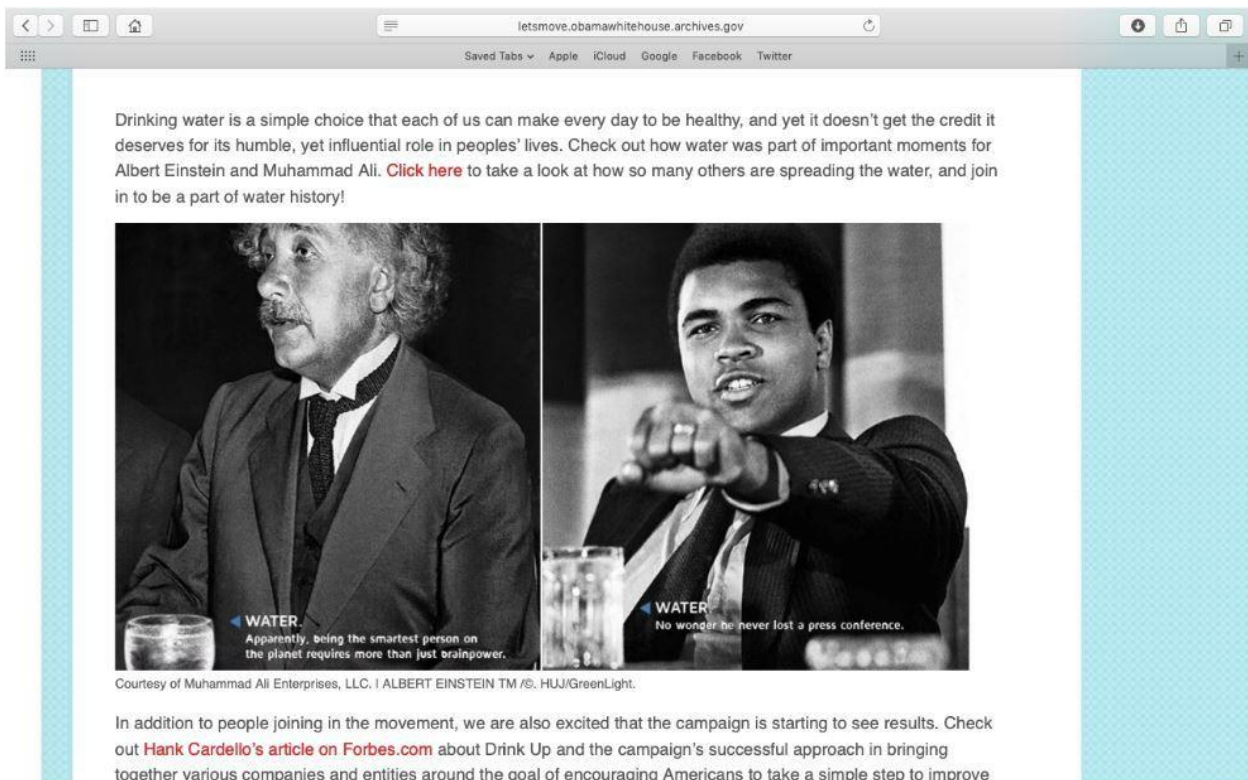 letsmove.obamawhitehouse.archives.gov
Saved Tabs Apple iCloud Google Facebook Twitter
Drinking water is a simple choice that each of us can make every day to be healthy, and yet it doesn't get the credit it
deserves for its humble, yet influential role in peoples' lives. Check out how water was part of important moments for
Albert Einstein and Muhammad Ali. Click here to take a look at how so many others are spreading the water, and join
in to be a part of water history!
WATER.
Apparently, being the smartest person on
the planet requires more than just brainpower.
WATER
No wonder he never lost a press conference.
Courtesy of Muhammad Ali Enterprises, LLC. I ALBERT EINSTEIN TM /©. HUJ/GreenLight.
In addition to people joining in the movement, we are also excited that the campaign is starting to see results. Check
out Hank Cardello's article on Forbes.com about Drink Up and the campaign's successful approach in bringing
together various companies and entities around the goal of encouraging Americans to take a simple step to improve